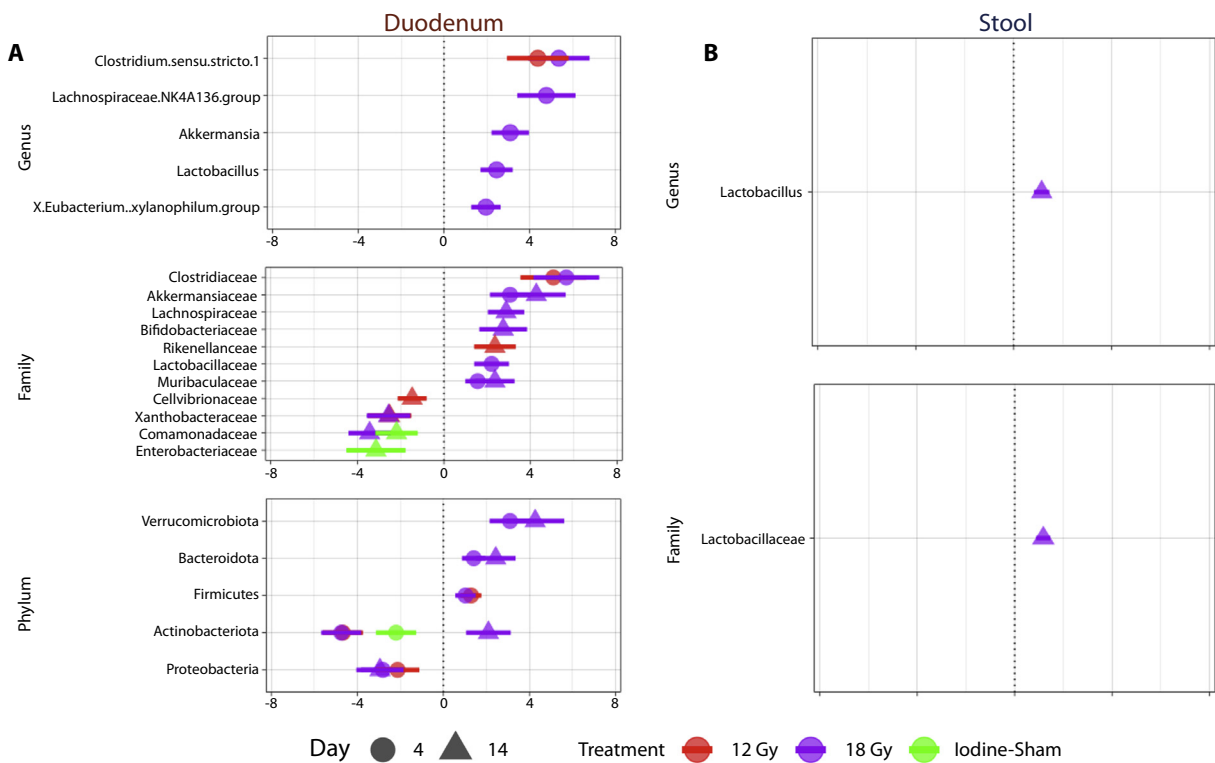 Duodenum
Stool
A
B
Genus
Clostridium.sensu.stricto.1
Lachnospiraceae.NK4A136.group
Akkermansia
Lactobacillus
X.Eubacterium..xylanophilum.group
-8 -4 0 4 8
Family
Clostridiaceae
Akkermansiaceae
Lachnospiraceae
Bifidobacteriaceae
Rikenellanceae
Lactobacillaceae
Muribaculaceae
Cellvibrionaceae
Xanthobacteraceae
Comamonadaceae
Enterobacteriaceae
-8 -4 0 4 8
Phylum
Verrucomicrobiota
Bacteroidota
Firmicutes
Actinobacteriota
Proteobacteria
-8 -4 0 4 8
Genus
Lactobacillus
Family
Lactobacillaceae
Day 4 14 Treatment 12 Gy 18 Gy Iodine-Sham